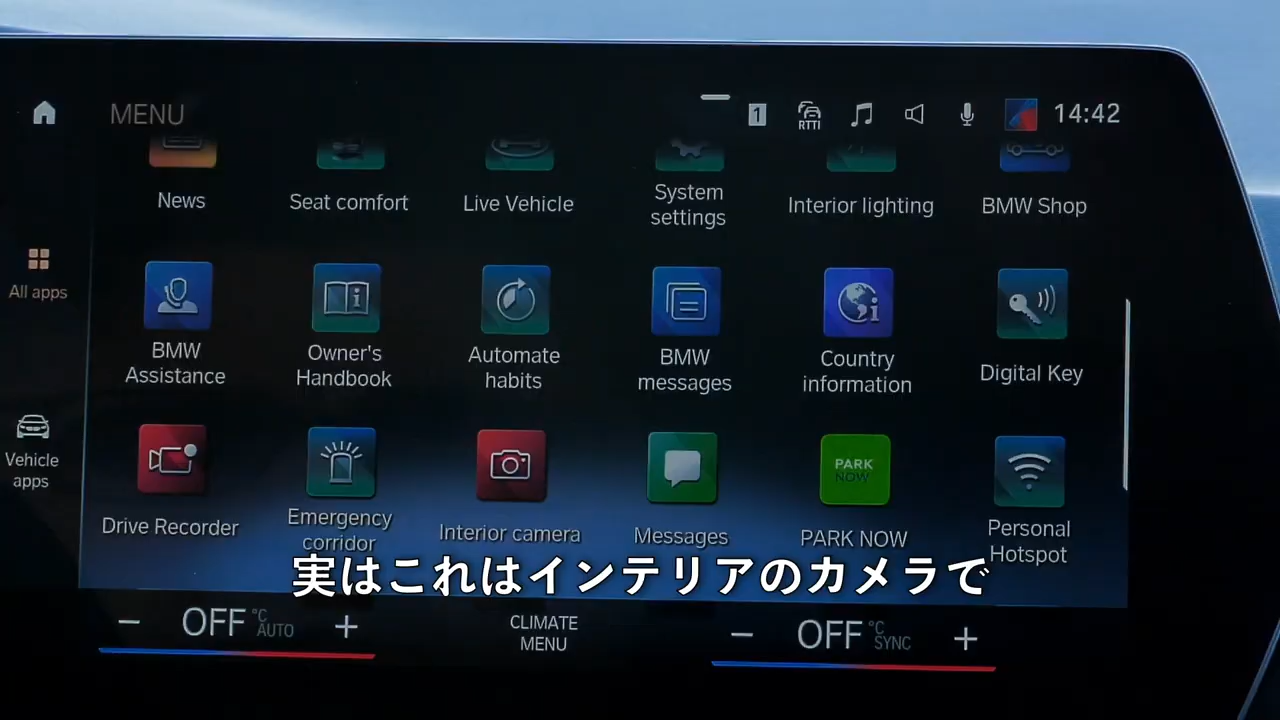 MENU
1
RTTI
14:42
News
Seat comfort
Live Vehicle
System
settings
Interior lighting
BMW Shop
All apps
BMW
Assistance
Owner's
Handbook
Automate
habits
BMW
messages
Country
information
Digital Key
Vehicle
apps
PARK
NOW
Drive Recorder
Emergency
corridor
Interior camera
Messages
PARK NOW
Personal
Hotspot
実はこれはインテリアのカメラで
− OFF °C AUTO +
CLIMATE
MENU
− OFF °C SYNC +